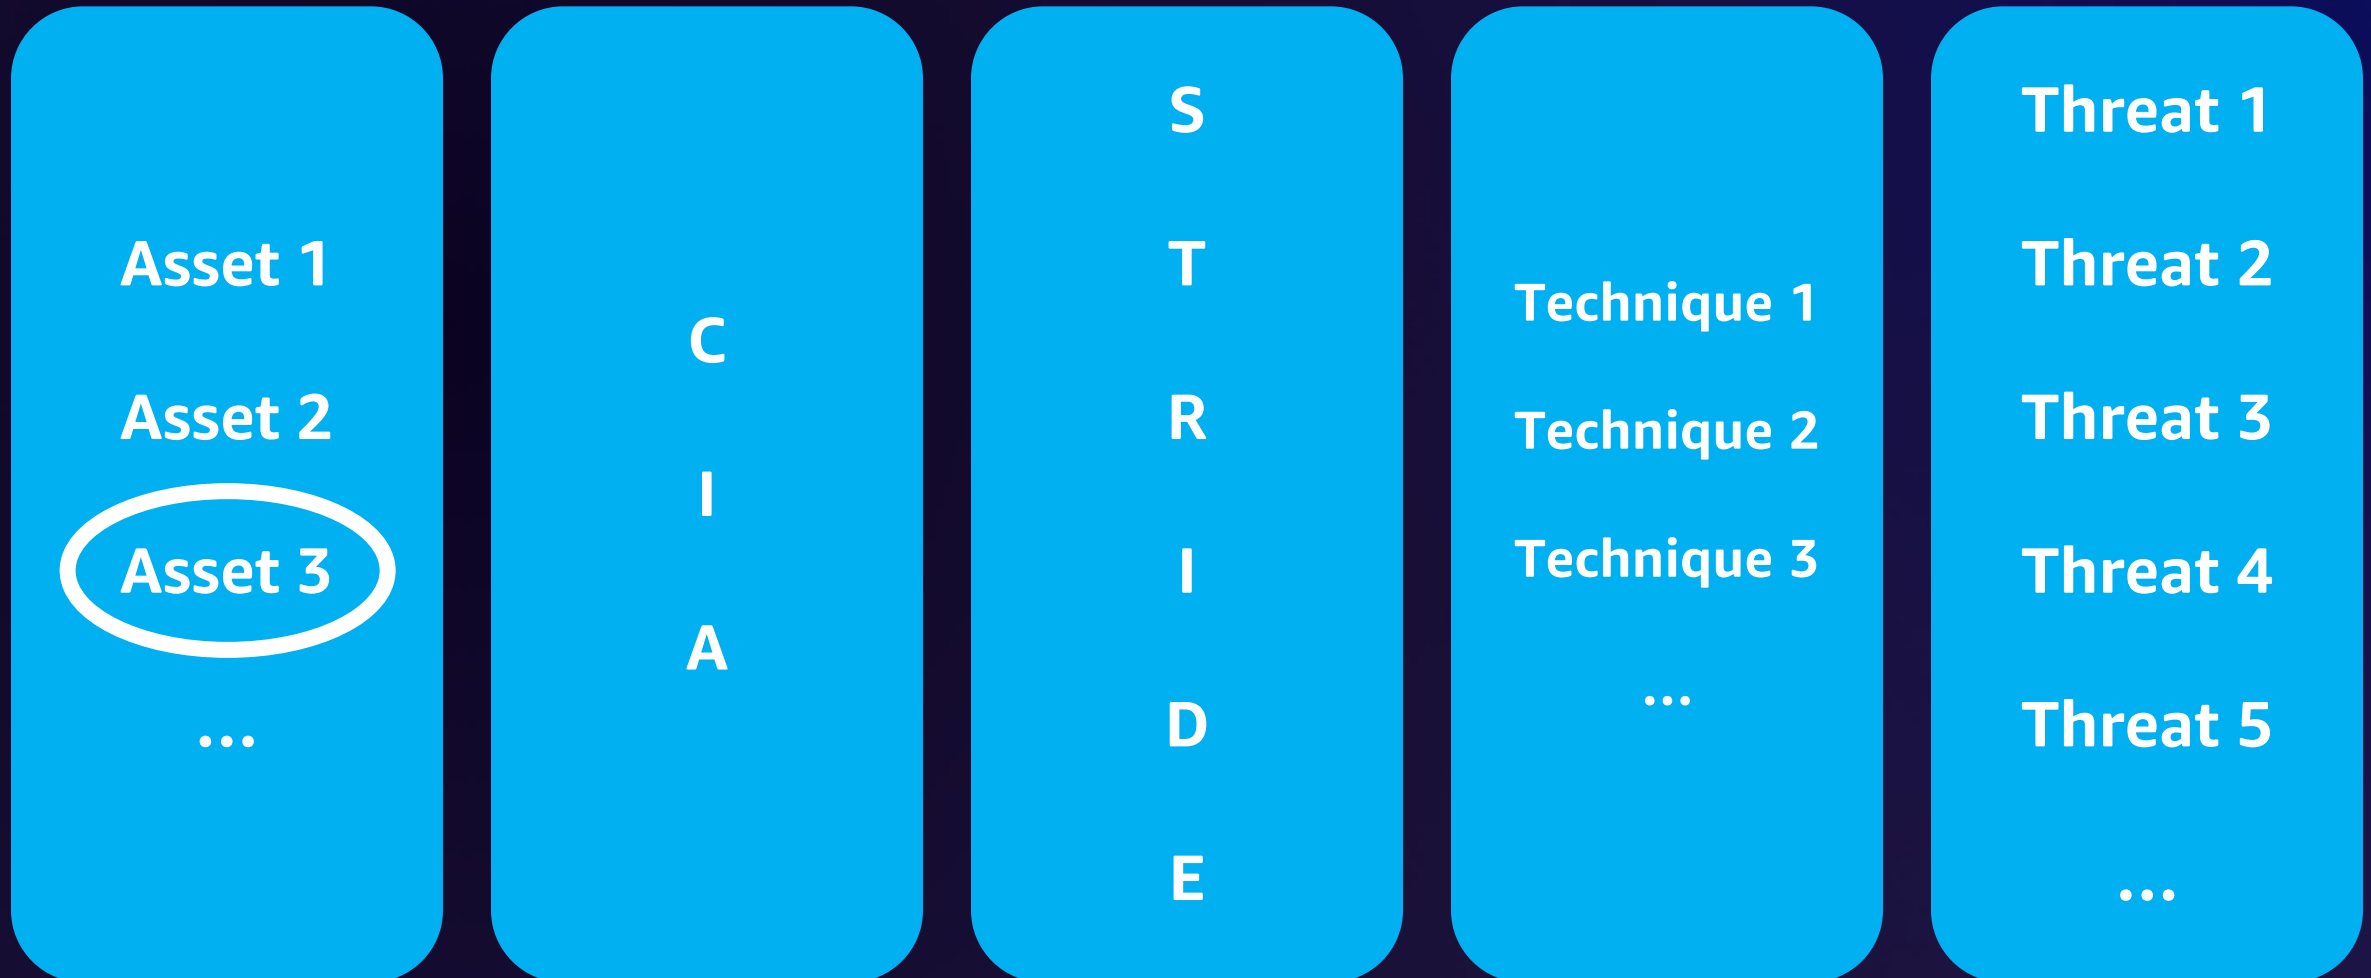 Asset 1
Asset 2
Asset 3
...
C
I
A
S
T
R
I
D
E
Technique 1
Technique 2
Technique 3
...
Threat 1
Threat 2
Threat 3
Threat 4
Threat 5
...